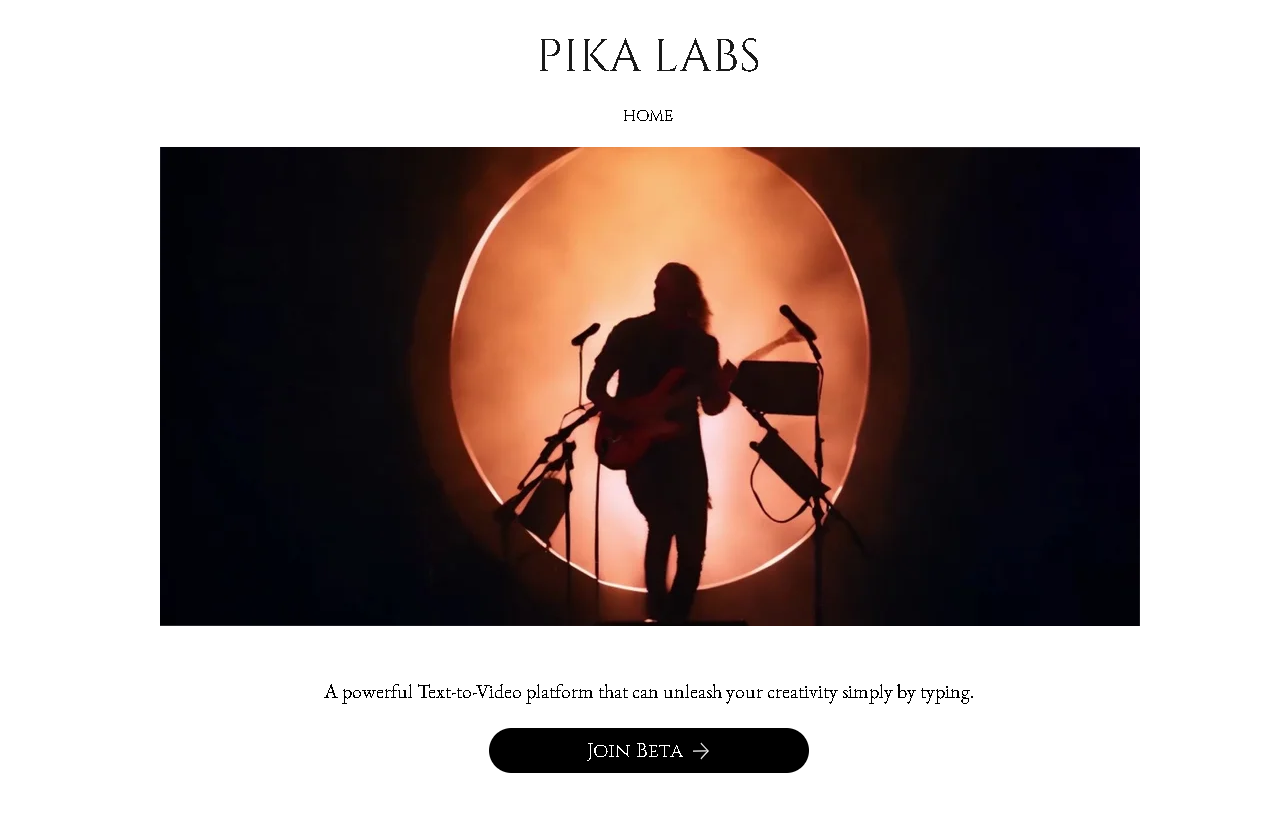 PIKA LABS
HOME
A powerful Text-to-Video platform that can unleash your creativity simply by typing.
Join Beta →